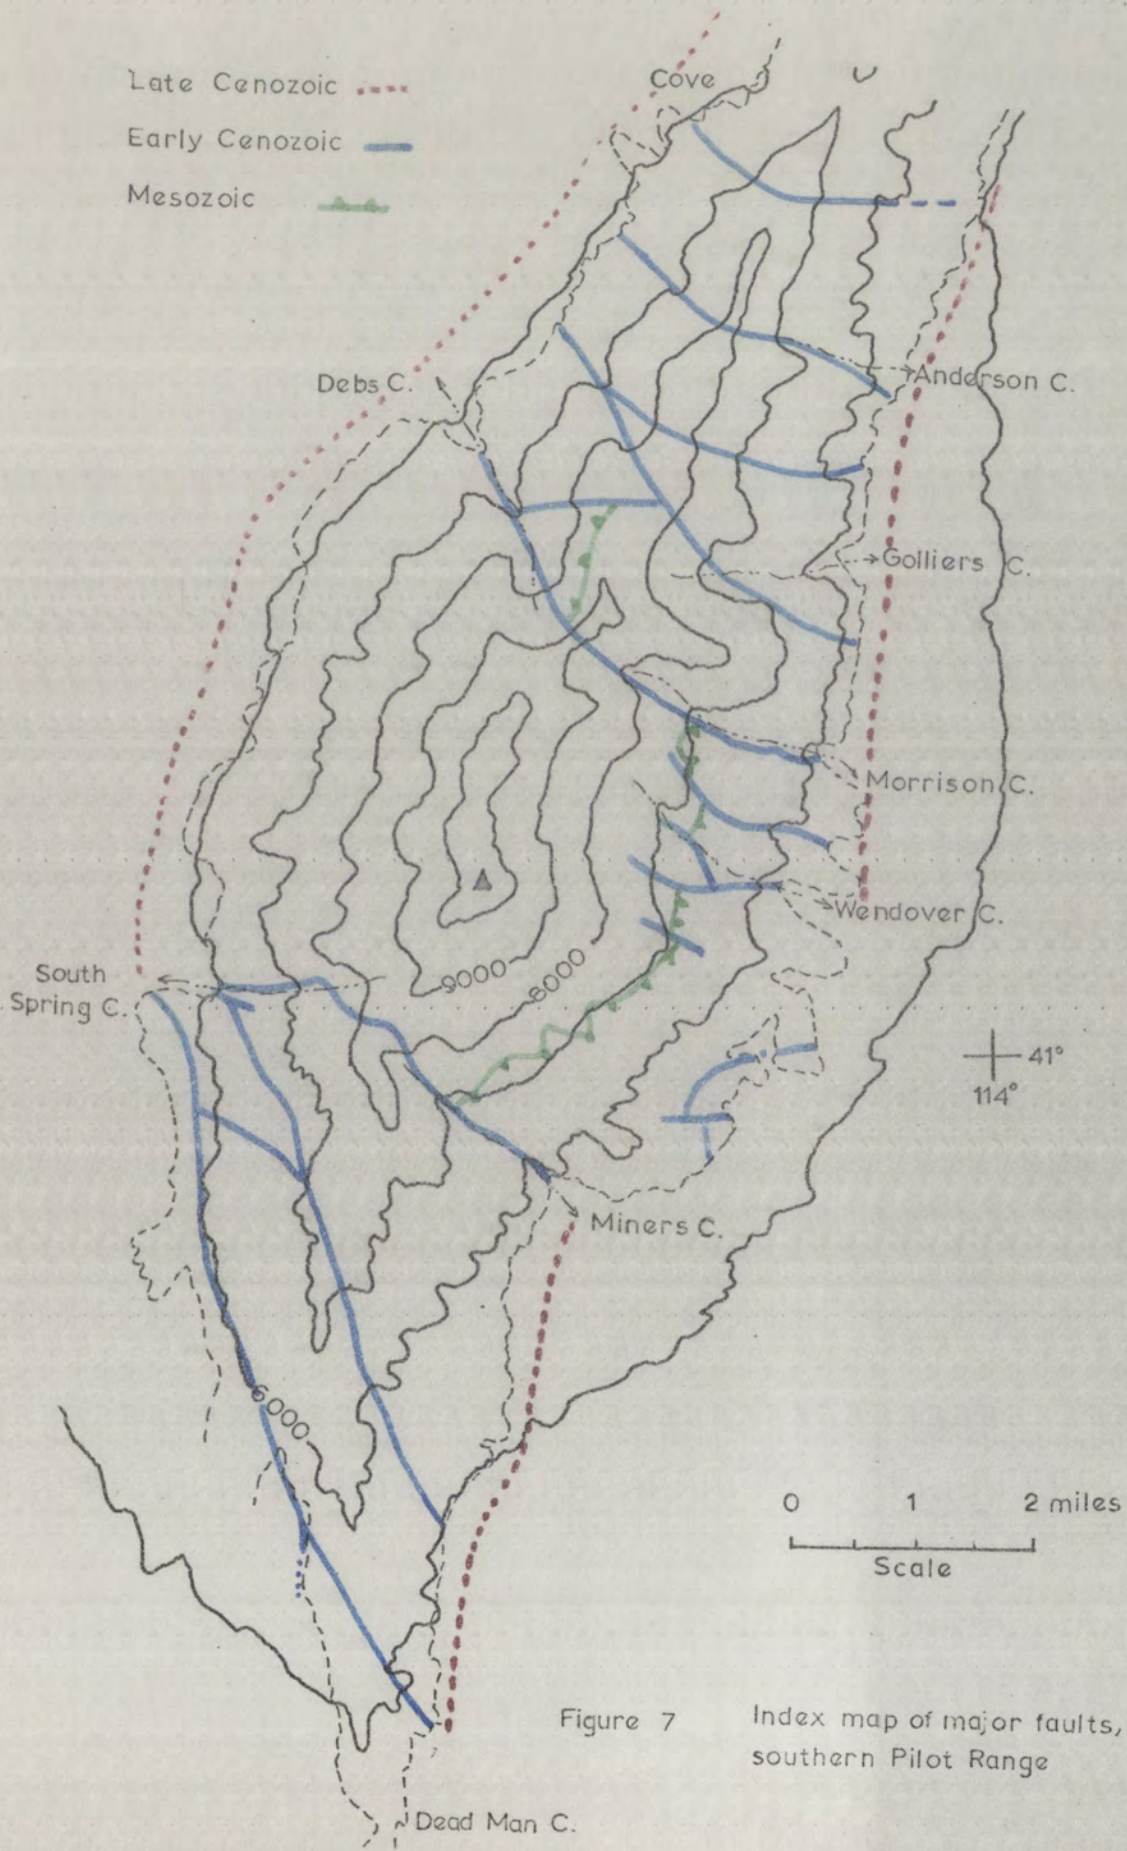 Late Cenozoic
Early Cenozoic
Mesozoic
Cove
Debs C.
Anderson C.
Golliers C.
Morrison C.
Wendover C.
9000
8000
South
Spring C.
41°
114°
Miners C.
6000
0 1 2 miles
Scale
Figure 7 Index map of major faults,
southern Pilot Range
Dead Man C.